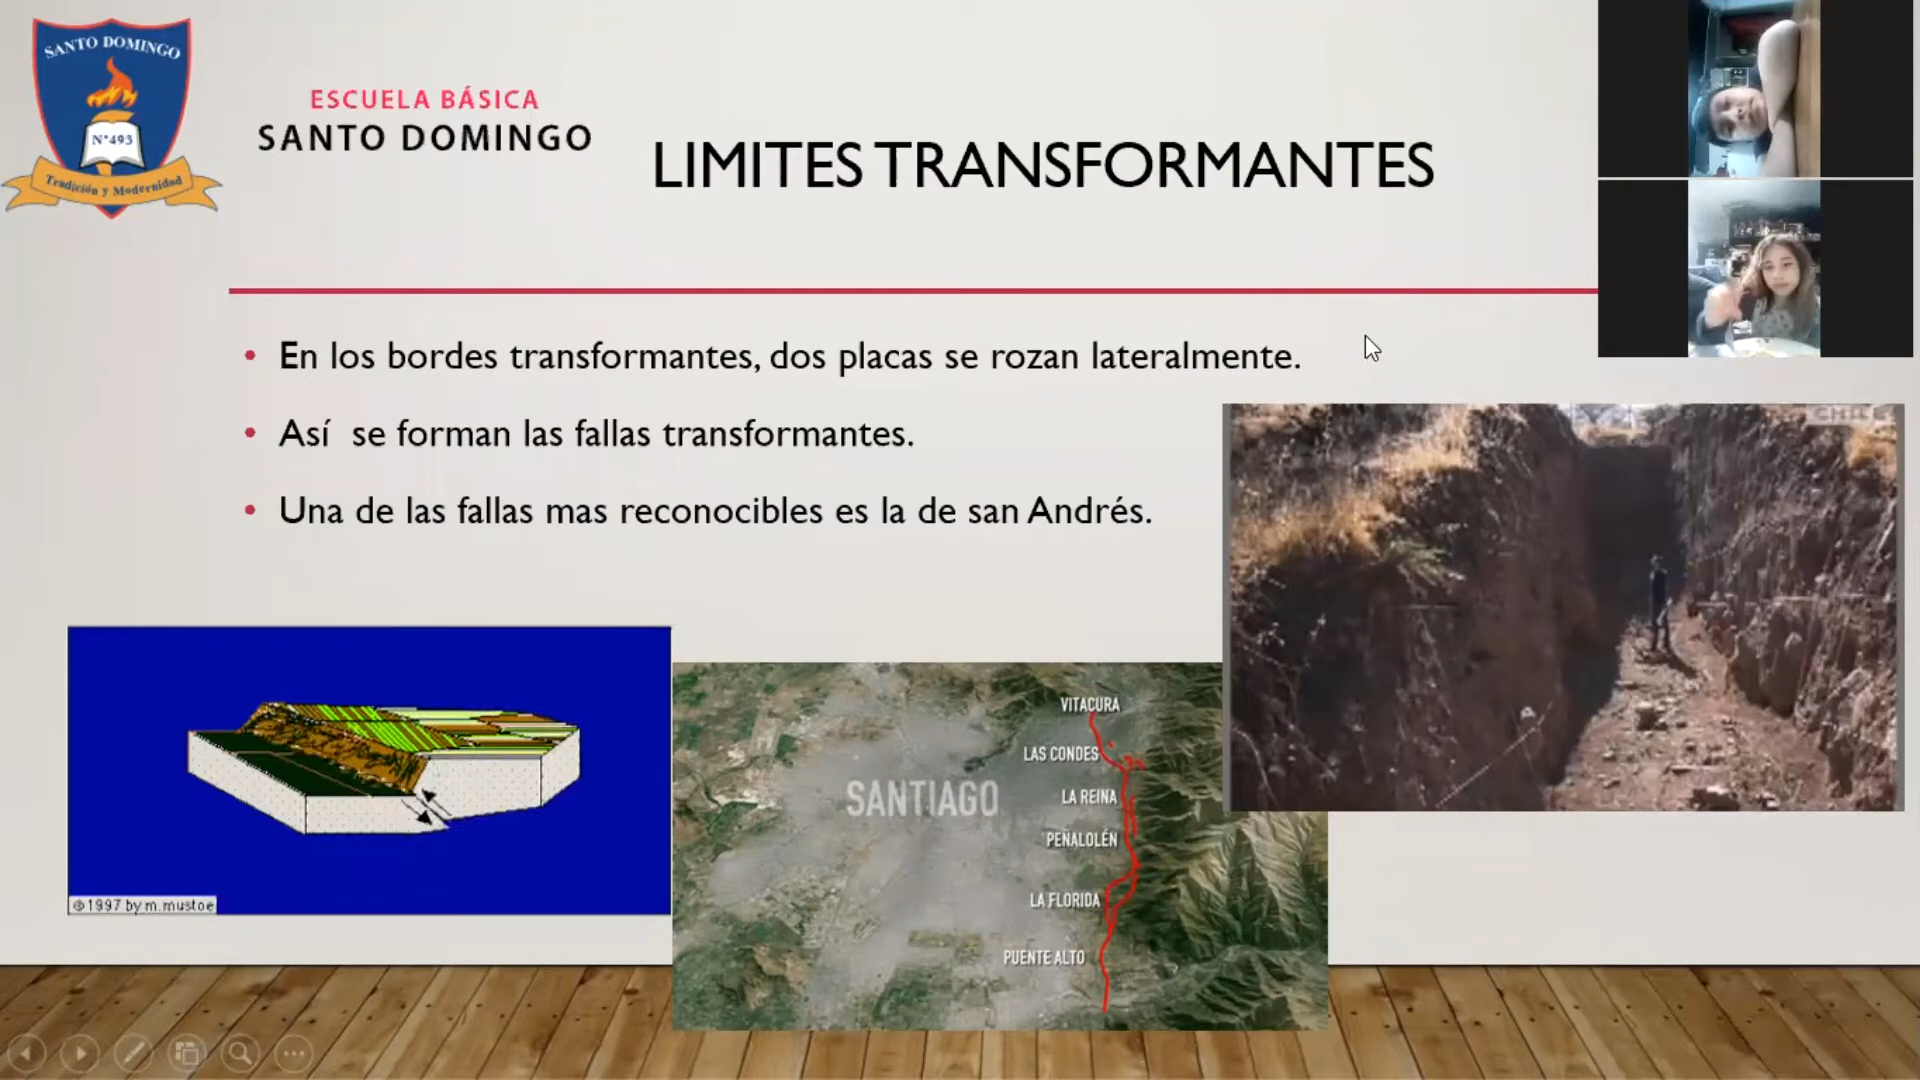 SANTO DOMINGO
N°493
Tradición y Modernidad
ESCUELA BÁSICA
SANTO DOMINGO
LIMITES TRANSFORMANTES
• En los bordes transformantes, dos placas se rozan lateralmente.
• Así  se forman las fallas transformantes.
• Una de las fallas mas reconocibles es la de san Andrés.
CHILE
©1997 by m.mustoe
VITACURA
LAS CONDES
SANTIAGO
LA REINA
PEÑALOLÉN
LA FLORIDA
PUENTE ALTO